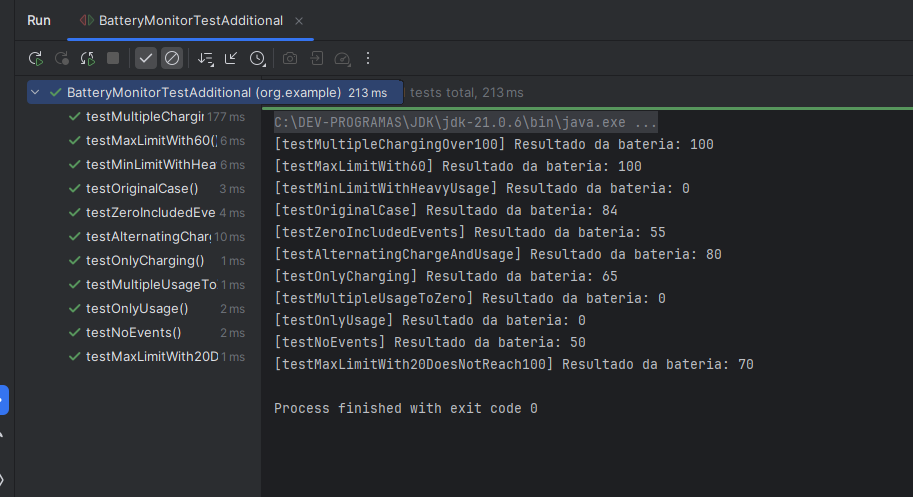 Run
BatteryMonitorTestAdditional
BatteryMonitorTestAdditional (org.example) 213 ms
tests total, 213 ms
testMultipleChargin 177 ms
testMaxLimitWith60() 6 ms
testMinLimitWithHea 6 ms
testOriginalCase() 3 ms
testZeroIncludedEve 4 ms
testAlternatingCharg 10 ms
testOnlyCharging() 1 ms
testMultipleUsageTo 1 ms
testOnlyUsage() 2 ms
testNoEvents() 2 ms
testMaxLimitWith20D 1 ms
C:\DEV-PROGRAMAS\JDK\jdk-21.0.6\bin\java.exe ...
[testMultipleChargingOver100] Resultado da bateria: 100
[testMaxLimitWith60] Resultado da bateria: 100
[testMinLimitWithHeavyUsage] Resultado da bateria: 0
[testOriginalCase] Resultado da bateria: 84
[testZeroIncludedEvents] Resultado da bateria: 55
[testAlternatingChargeAndUsage] Resultado da bateria: 80
[testOnlyCharging] Resultado da bateria: 65
[testMultipleUsageToZero] Resultado da bateria: 0
[testOnlyUsage] Resultado da bateria: 0
[testNoEvents] Resultado da bateria: 50
[testMaxLimitWith20DoesNotReach100] Resultado da bateria: 70
Process finished with exit code 0